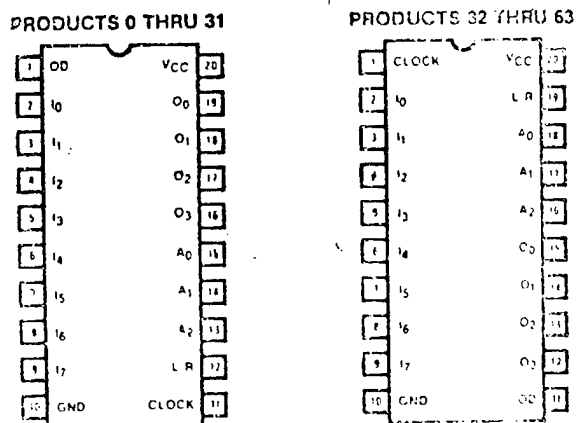 PRODUCTS 0 THRU 31
1 OD VCC 20
2 I0 O0 19
3 I1 O1 18
4 I2 O2 17
5 I3 O3 16
6 I4 A0 15
7 I5 A1 14
8 I6 A2 13
9 I7 L R 12
10 GND CLOCK 11
PRODUCTS 32 THRU 63
1 CLOCK VCC 20
2 I0 L R 19
3 I1 A0 18
4 I2 A1 17
5 I3 A2 16
6 I4 O0 15
7 I5 O1 14
8 I6 O2 13
9 I7 O3 12
10 GND OD 11